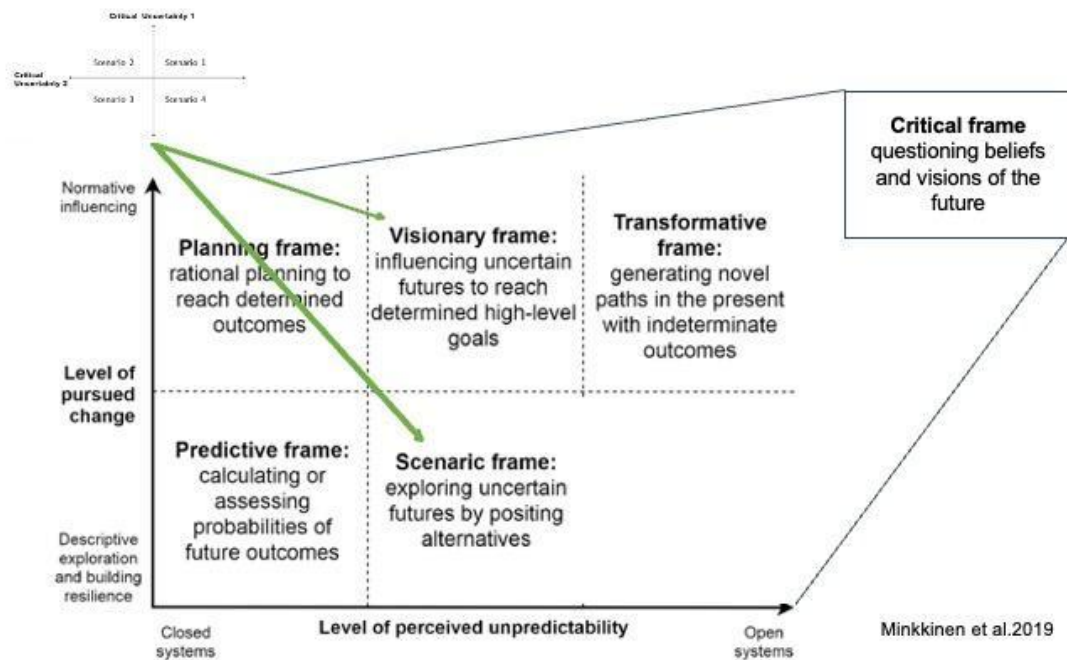 Critical Uncertainty 1
Scenario 2
Scenario 1
Critical
Uncertainty 2
Scenario 3
Scenario 4
Critical frame
questioning beliefs
and visions of the
future
Normative
influencing
Planning frame:
rational planning to
reach determined
outcomes
Visionary frame:
influencing uncertain
futures to reach
determined high-level
goals
Transformative
frame:
generating novel
paths in the present
with indeterminate
outcomes
Level of
pursued
change
Predictive frame:
calculating or
assessing
probabilities of
future outcomes
Scenaric frame:
exploring uncertain
futures by positing
alternatives
Descriptive
exploration
and building
resilience
Closed
systems
Level of perceived unpredictability
Open
systems
Minkkinen et al.2019